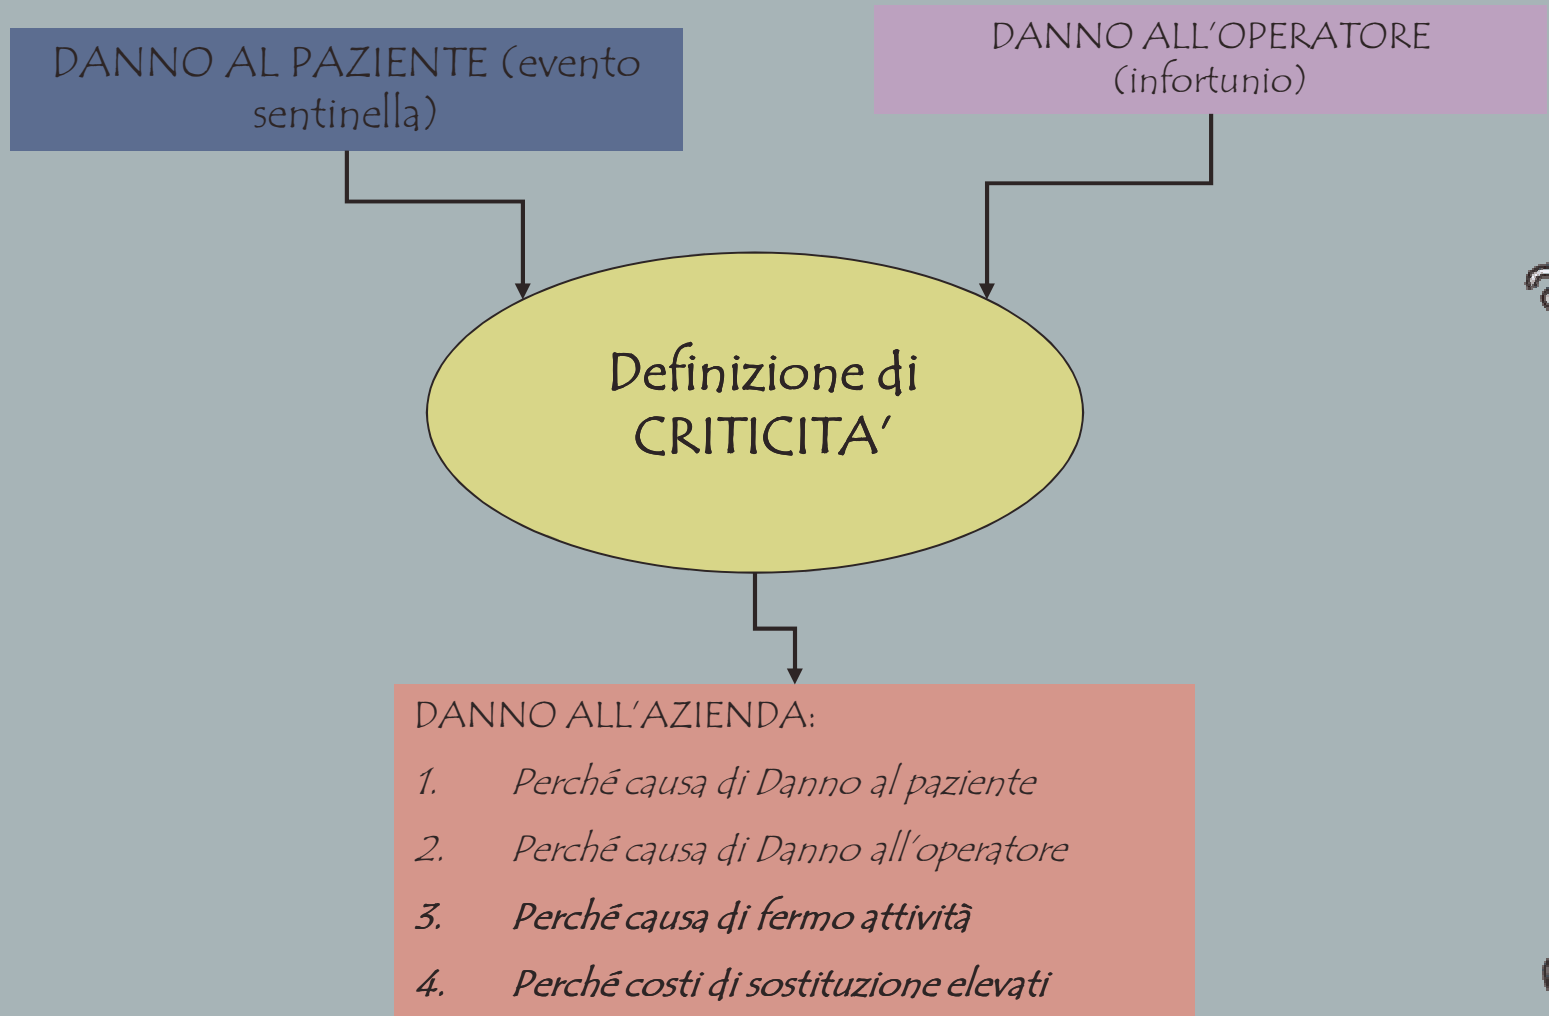 DANNO AL PAZIENTE (evento
sentinella)
DANNO ALL'OPERATORE
(infortunio)
Definizione di
CRITICITA'
DANNO ALL'AZIENDA:
1. Perché causa di Danno al paziente
2. Perché causa di Danno all'operatore
3. Perché causa di fermo attività
4. Perché costi di sostituzione elevati